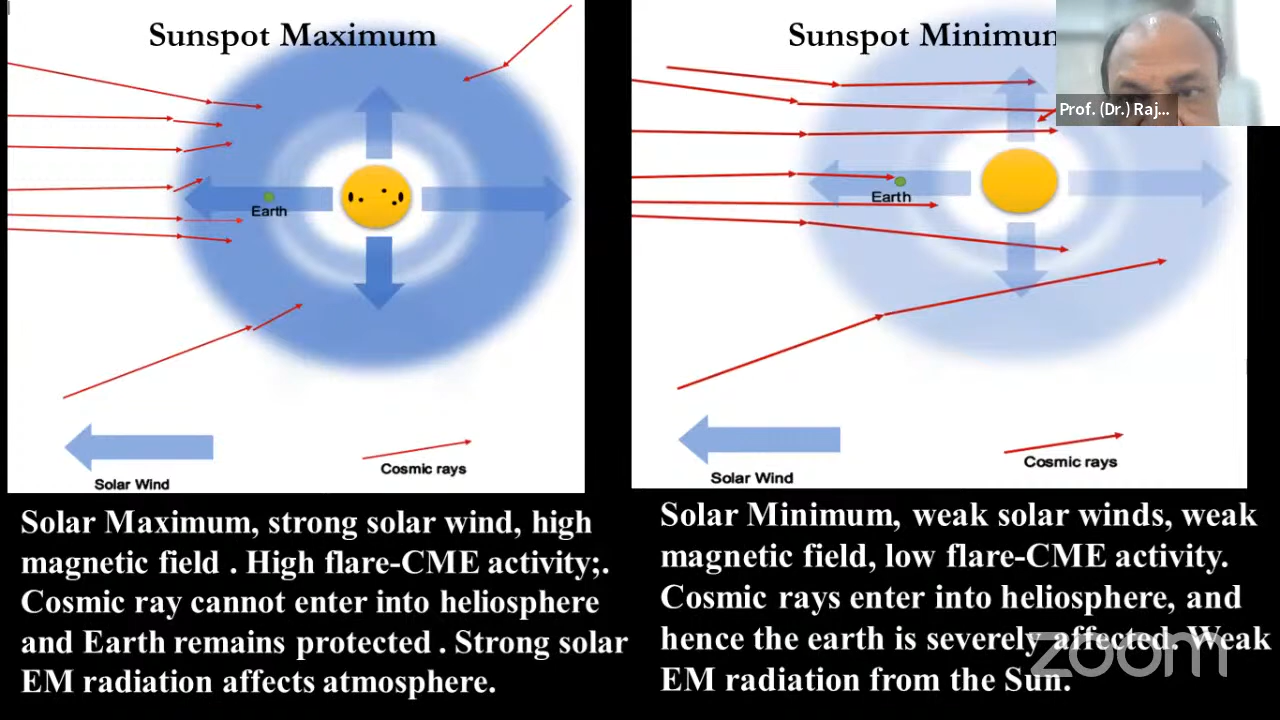 Sunspot Maximum
Earth
Solar Wind
Cosmic rays
Solar Maximum, strong solar wind, high
magnetic field . High flare-CME activity;.
Cosmic ray cannot enter into heliosphere
and Earth remains protected . Strong solar
EM radiation affects atmosphere.
Sunspot Minimum
Prof. (Dr.) Raj...
Earth
Solar Wind
Cosmic rays
Solar Minimum, weak solar winds, weak
magnetic field, low flare-CME activity.
Cosmic rays enter into heliosphere, and
hence the earth is severely affected. Weak
EM radiation from the Sun.
zoom